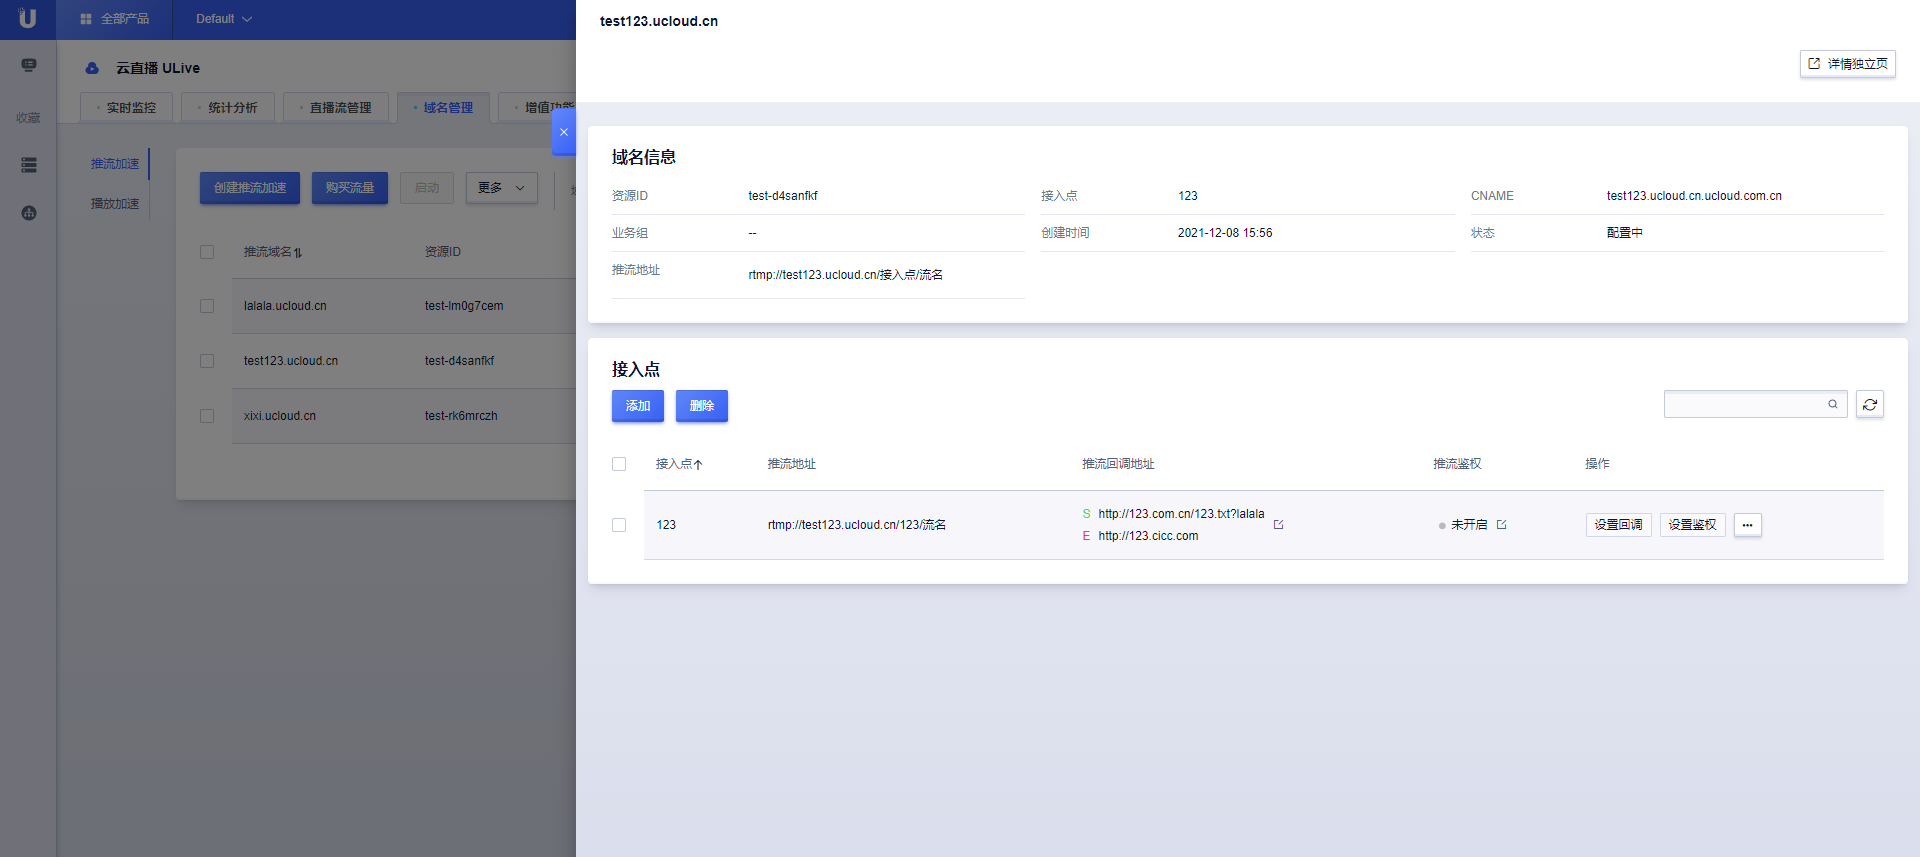 全部产品
Default
云直播 ULive
实时监控
统计分析
直播流管理
域名管理
增值功能
收藏
推流加速
播放加速
创建推流加速
购买流量
启动
更多
推流域名
资源ID
lalala.ucloud.cn
test-lm0g7cem
test123.ucloud.cn
test-d4sanfkf
xixi.ucloud.cn
test-rk6mrczh
test123.ucloud.cn
详情独立页
域名信息
资源ID test-d4sanfkf 接入点 123 CNAME test123.ucloud.cn.ucloud.com.cn
业务组 -- 创建时间 2021-12-08 15:56 状态 配置中
推流地址 rtmp://test123.ucloud.cn/接入点/流名
接入点
添加 删除
接入点 推流地址 推流回调地址 推流鉴权 操作
123 rtmp://test123.ucloud.cn/123/流名
S http://123.com.cn/123.txt?lalala
E http://123.cicc.com
未开启
设置回调 设置鉴权 ...